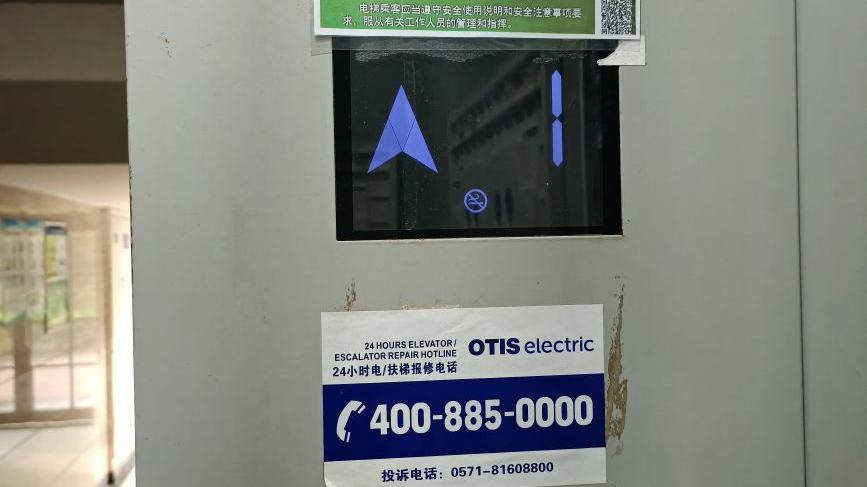 电梯乘客应当遵守安全使用说明和安全注意事项要
求，服从有关工作人员的管理和指挥。
1
24 HOURS ELEVATOR/
ESCALATOR REPAIR HOTLINE
24小时电/扶梯报修电话
OTIS electric
400-885-0000
投诉电话：0571-81608800